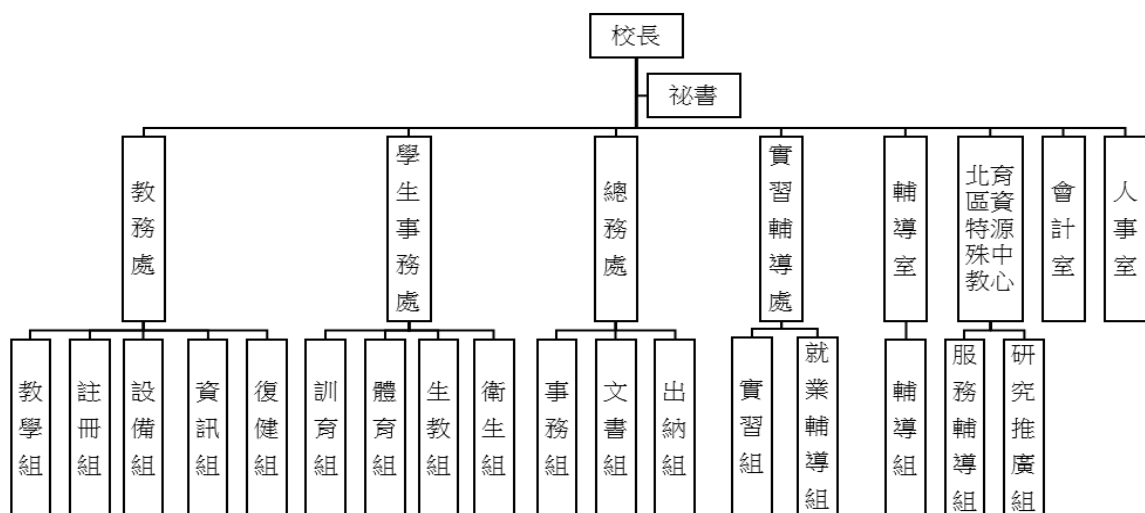 校長
祕書
教務處
學生事務處
總務處
實習輔導處
輔導室
北區特殊教
育資源中心
會計室
人事室
教學組
註冊組
設備組
資訊組
復健組
訓育組
體育組
生教組
衛生組
事務組
文書組
出納組
實習組
就業輔導組
輔導組
服務輔導組
研究推廣組